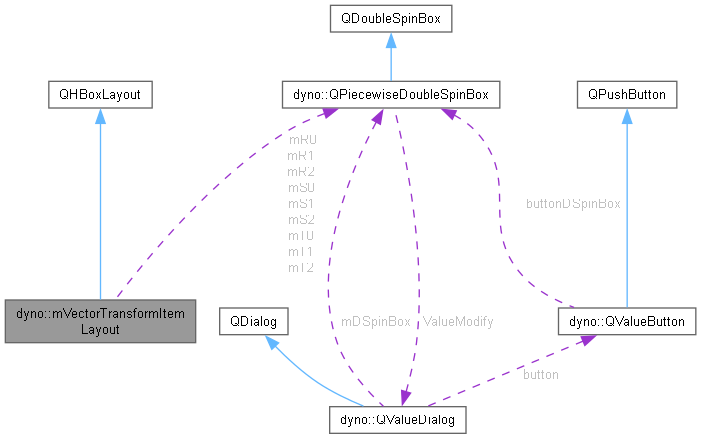 QDoubleSpinBox
QHBoxLayout
dyno::QPiecewiseDoubleSpinBox
QPushButton
mR0
mR1
mR2
mS0
mS1
mS2
mT0
mT1
mT2
buttonDSpinBox
dyno::mVectorTransformItem
Layout
QDialog
mDSpinBox
ValueModify
dyno::QValueButton
button
dyno::QValueDialog